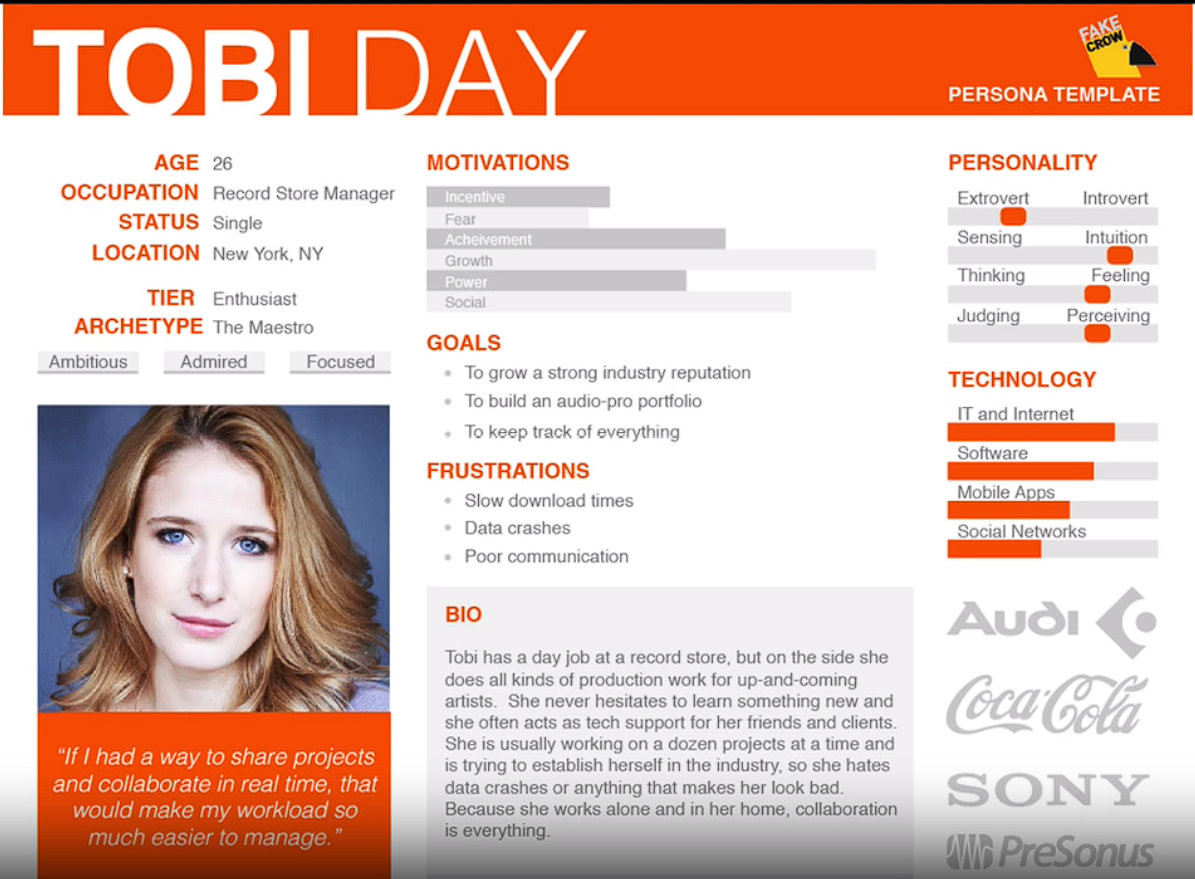 TOBI DAY
FAKE
CROW
PERSONA TEMPLATE
AGE 26
OCCUPATION Record Store Manager
STATUS Single
LOCATION New York, NY
TIER Enthusiast
ARCHETYPE The Maestro
Ambitious Admired Focused
“If I had a way to share projects
and collaborate in real time, that
would make my workload so
much easier to manage.”
MOTIVATIONS
Incentive
Fear
Acheivement
Growth
Power
Social
GOALS
To grow a strong industry reputation
To build an audio-pro portfolio
To keep track of everything
FRUSTRATIONS
Slow download times
Data crashes
Poor communication
BIO
Tobi has a day job at a record store, but on the side she
does all kinds of production work for up-and-coming
artists. She never hesitates to learn something new and
she often acts as tech support for her friends and clients.
She is usually working on a dozen projects at a time and
is trying to establish herself in the industry, so she hates
data crashes or anything that makes her look bad.
Because she works alone and in her home, collaboration
is everything.
PERSONALITY
Extrovert Introvert
Sensing Intuition
Thinking Feeling
Judging Perceiving
TECHNOLOGY
IT and Internet
Software
Mobile Apps
Social Networks
Audi
Coca-Cola
SONY
PreSonus